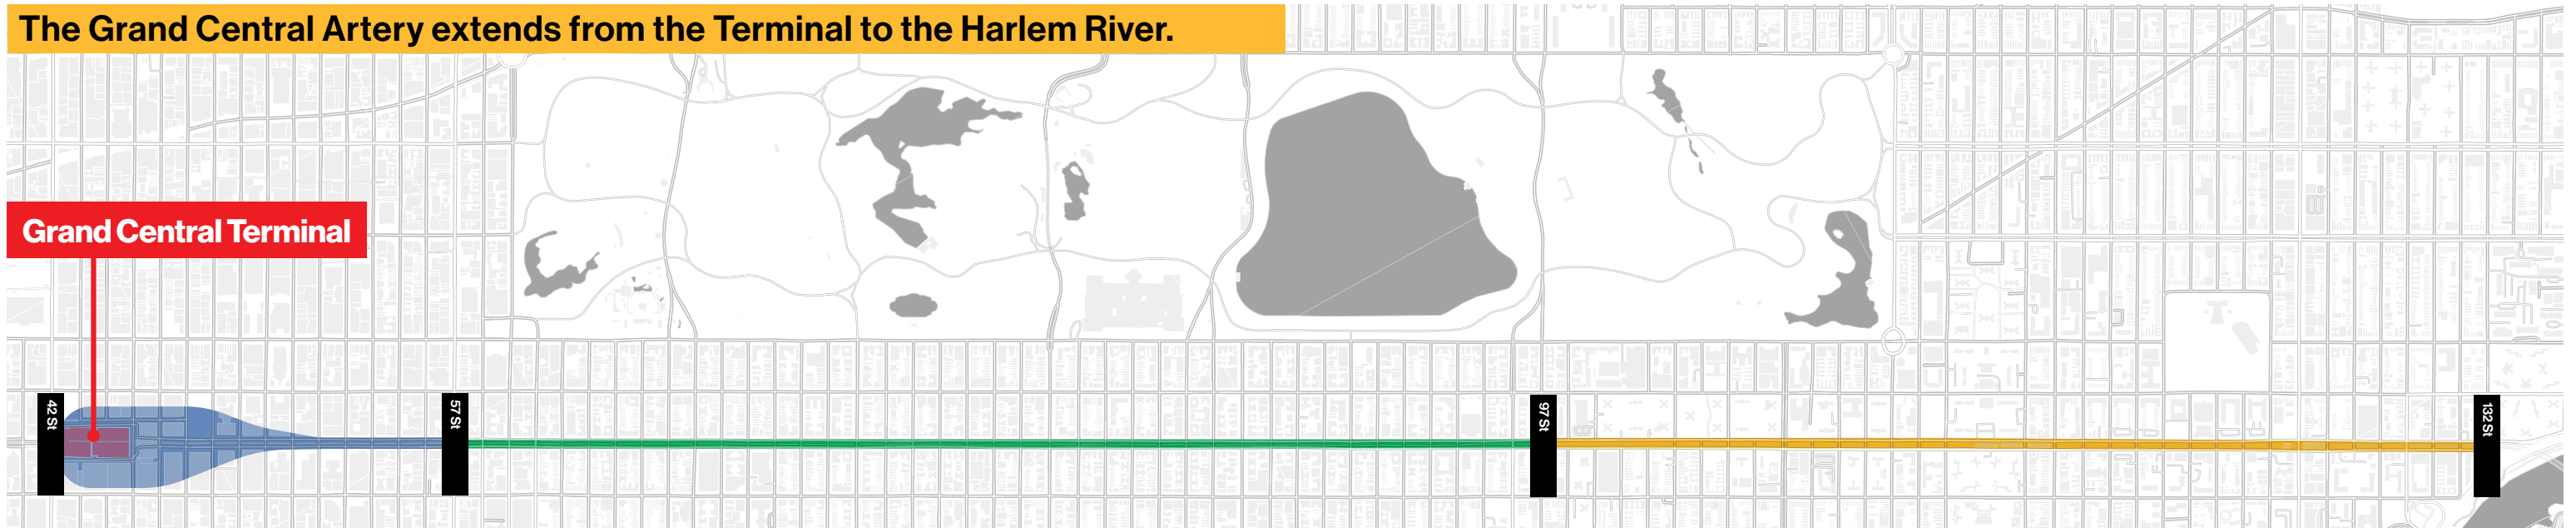 The Grand Central Artery extends from the Terminal to the Harlem River.
Grand Central Terminal
42 St
57 St
97 St
132 St